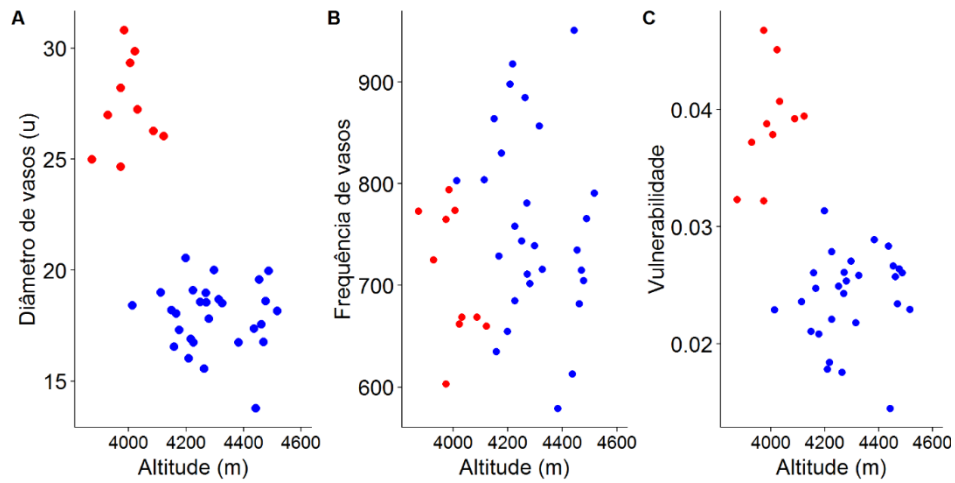 A
Diâmetro de vasos (u)
30
25
20
15
4000 4200 4400 4600
Altitude (m)
B
Frequência de vasos
900
800
700
600
4000 4200 4400 4600
Altitude (m)
C
Vulnerabilidade
0.04
0.03
0.02
4000 4200 4400 4600
Altitude (m)